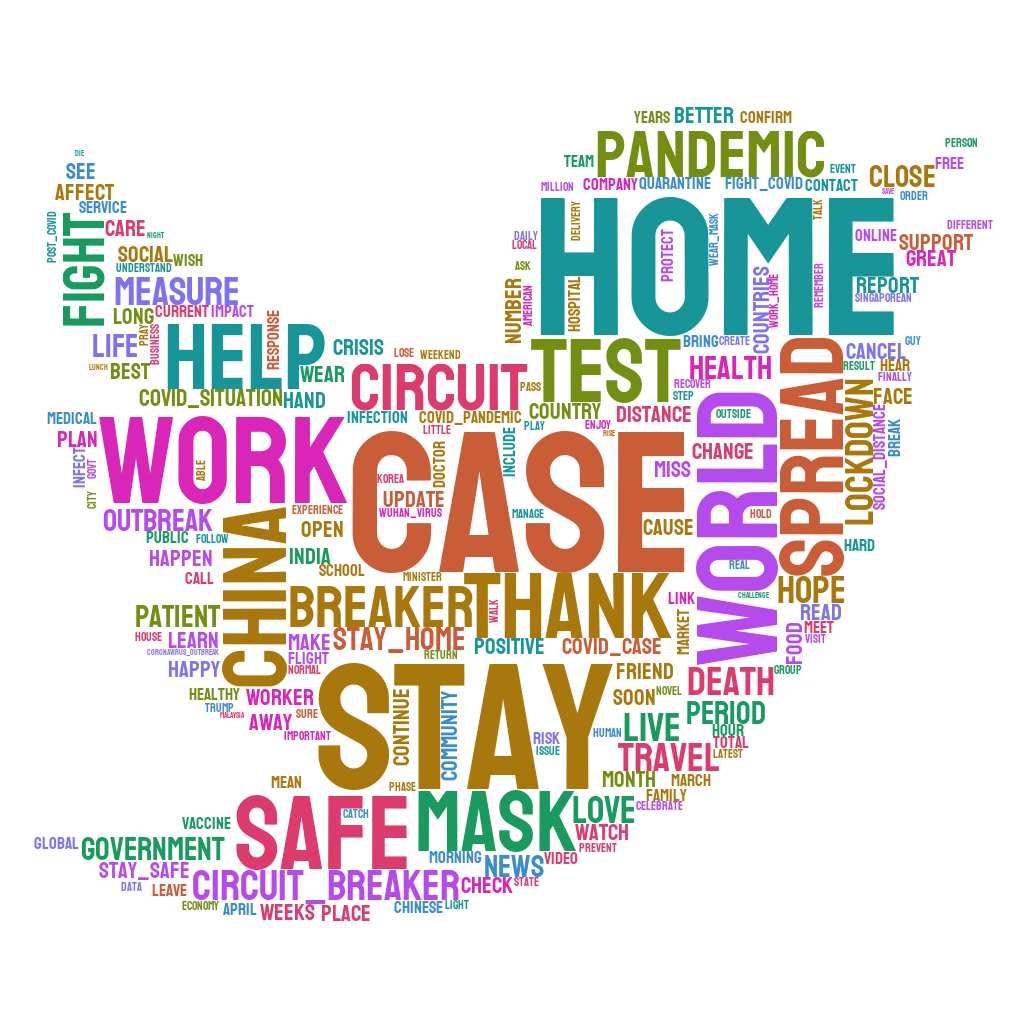 YEARS
BETTER
CONFIRM
PANDEMIC
TEAM
EVENT
PERSON
FREE
CLOSE
MILLION
COMPANY
QUARANTINE
FIGHT_COVID
CONTACT
SAVE
ORDER
DIE
SEE
AFFECT
SERVICE
POST_COVID
FIGHT
CARE
NIGHT
SOCIAL
WISH
UNDERSTAND
MEASURE
LONG
CURRENT
IMPACT
HOME
DELIVERY
PROTECT
WEAR_MASK
TALK
DAILY
LOCAL
ASK
DIFFERENT
ONLINE
SUPPORT
GREAT
REPORT
SINGAPOREAN
NUMBER
AMERICAN
HOSPITAL
COUNTRIES
WORK_HOME
REMEMBER
LIFE
PRAY
BUSINESS
HELP
RESPONSE
CRISIS
LOSE
WEEKEND
LUNCH
BEST
WEAR
COVID_SITUATION
HAND
CIRCUIT
PASS
TEST
BRING
CREATE
HEALTH
RECOVER
STEP
SPREAD
CANCEL
GUY
RESULT
HEAR
FINALLY
FACE
LOCKDOWN
SOCIAL_DISTANCE
BREAK
MEDICAL
PLAN
INFECT
GOVT
CITY
WORK
ABLE
INFECTION
COVID_PANDEMIC
LITTLE
COUNTRY
PLAY
ENJOY
RISE
DISTANCE
OUTSIDE
WORLD
CASE
KOREA
UPDATE
WUHAN_VIRUS
DOCTOR
INCLUDE
MANAGE
MISS
CHANGE
CAUSE
HOLD
REAL
CHALLENGE
HARD
OUTBREAK
PUBLIC
FOLLOW
HAPPEN
CALL
CHINA
EXPERIENCE
OPEN
INDIA
SCHOOL
MINISTER
BREAKER
THANK
WALK
LINK
MARKET
HOPE
READ
FOOD
MEET
VISIT
PATIENT
HOUSE
LEARN
CORONAVIRUS_OUTBREAK
HAPPY
MAKE
STAY_HOME
FLIGHT
NORMAL
RETURN
POSITIVE
COVID_CASE
HEALTHY
TRUMP
MALAYSIA
WORKER
AWAY
SURE
IMPORTANT
STAY
CONTINUE
COMMUNITY
RISK
ISSUE
HUMAN
FRIEND
SOON
NOVEL
DEATH
GROUP
PERIOD
LIVE
HOUR
TOTAL
LATEST
TRAVEL
MONTH
MARCH
FAMILY
CELEBRATE
MEAN
PHASE
SAFE
CATCH
MASK
LOVE
WATCH
PREVENT
VACCINE
GLOBAL
GOVERNMENT
STAY_SAFE
DATA
LEAVE
CIRCUIT_BREAKER
MORNING
NEWS
VIDEO
CHECK
STATE
ECONOMY
APRIL
WEEKS
PLACE
CHINESE
LIGHT